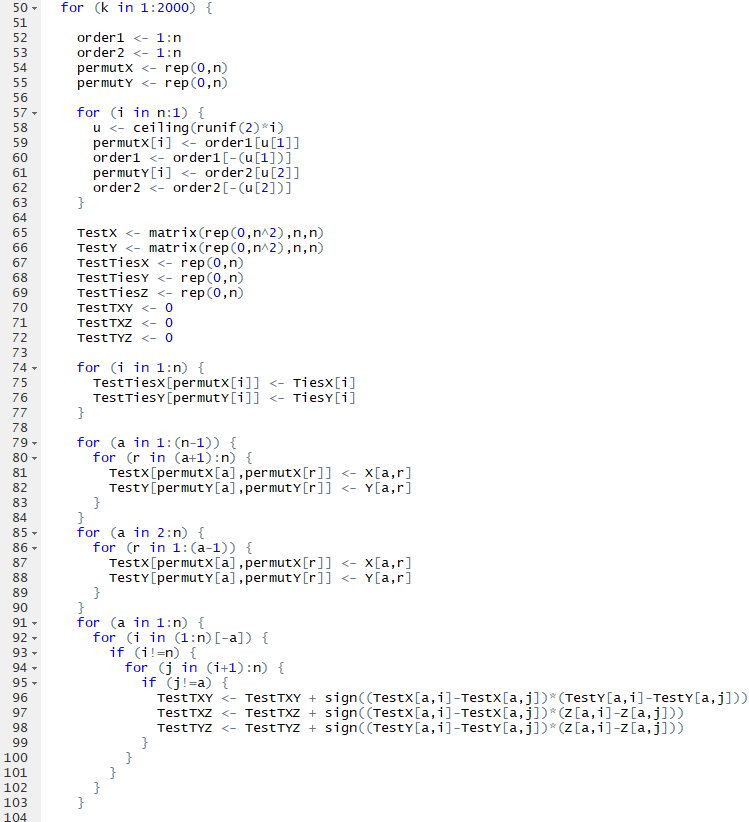 50 for (k in 1:2000) {
51
52 order1 <- 1:n
53 order2 <- 1:n
54 permutX <- rep(0,n)
55 permutY <- rep(0,n)
56
57 for (i in n:1) {
58 u <- ceiling(runif(2)*i)
59 permutX[i] <- order1[u[1]]
60 order1 <- order1[-(u[1])]
61 permutY[i] <- order2[u[2]]
62 order2 <- order2[-(u[2])]
63 }
64
65 TestX <- matrix(rep(0,n^2),n,n)
66 TestY <- matrix(rep(0,n^2),n,n)
67 TestTiesX <- rep(0,n)
68 TestTiesY <- rep(0,n)
69 TestTiesZ <- rep(0,n)
70 TestTXY <- 0
71 TestTXZ <- 0
72 TestTYZ <- 0
73
74 for (i in 1:n) {
75 TestTiesX[permutX[i]] <- TiesX[i]
76 TestTiesY[permutY[i]] <- TiesY[i]
77 }
78
79 for (a in 1:(n-1)) {
80 for (r in (a+1):n) {
81 TestX[permutX[a],permutX[r]] <- X[a,r]
82 TestY[permutY[a],permutY[r]] <- Y[a,r]
83 }
84 }
85 for (a in 2:n) {
86 for (r in 1:(a-1)) {
87 TestX[permutX[a],permutX[r]] <- X[a,r]
88 TestY[permutY[a],permutY[r]] <- Y[a,r]
89 }
90 }
91 for (a in 1:n) {
92 for (i in (1:n)[-a]) {
93 if (i!=n) {
94 for (j in (i+1):n) {
95 if (j!=a) {
96 TestTXY <- TestTXY + sign((TestX[a,i]-TestX[a,j])*(TestY[a,i]-TestY[a,j]))
97 TestTXZ <- TestTXZ + sign((TestX[a,i]-TestX[a,j])*(Z[a,i]-Z[a,j]))
98 TestTYZ <- TestTYZ + sign((TestY[a,i]-TestY[a,j])*(Z[a,i]-Z[a,j]))
99 }
100 }
101 }
102 }
103 }
104